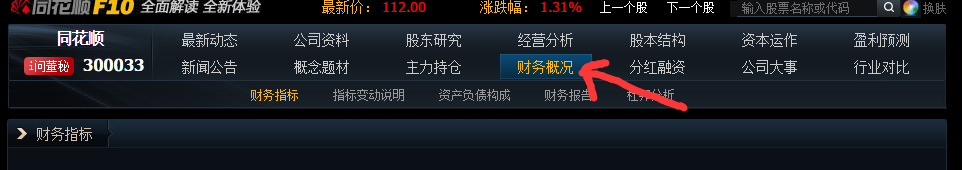 同花顺F10 全面解读 全新体验 最新价：112.00 涨跌幅：1.31% 上一个股 下一个股 输入股票名称或代码 换肤
同花顺 最新动态 公司资料 股东研究 经营分析 股本结构 资本运作 盈利预测
问董秘 300033 新闻公告 概念题材 主力持仓 财务概况 分红融资 公司大事 行业对比
财务指标 指标变动说明 资产负债构成 财务报告 杜邦分析
财务指标